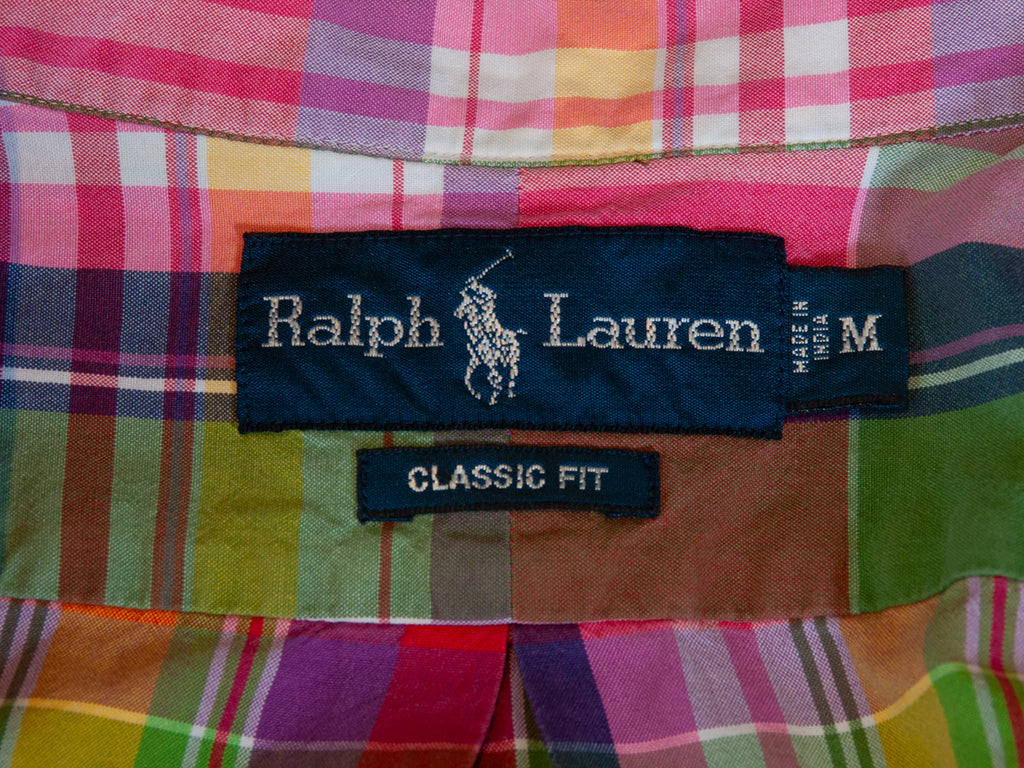 Ralph Lauren
MADE IN
INDIA
M
CLASSIC FIT